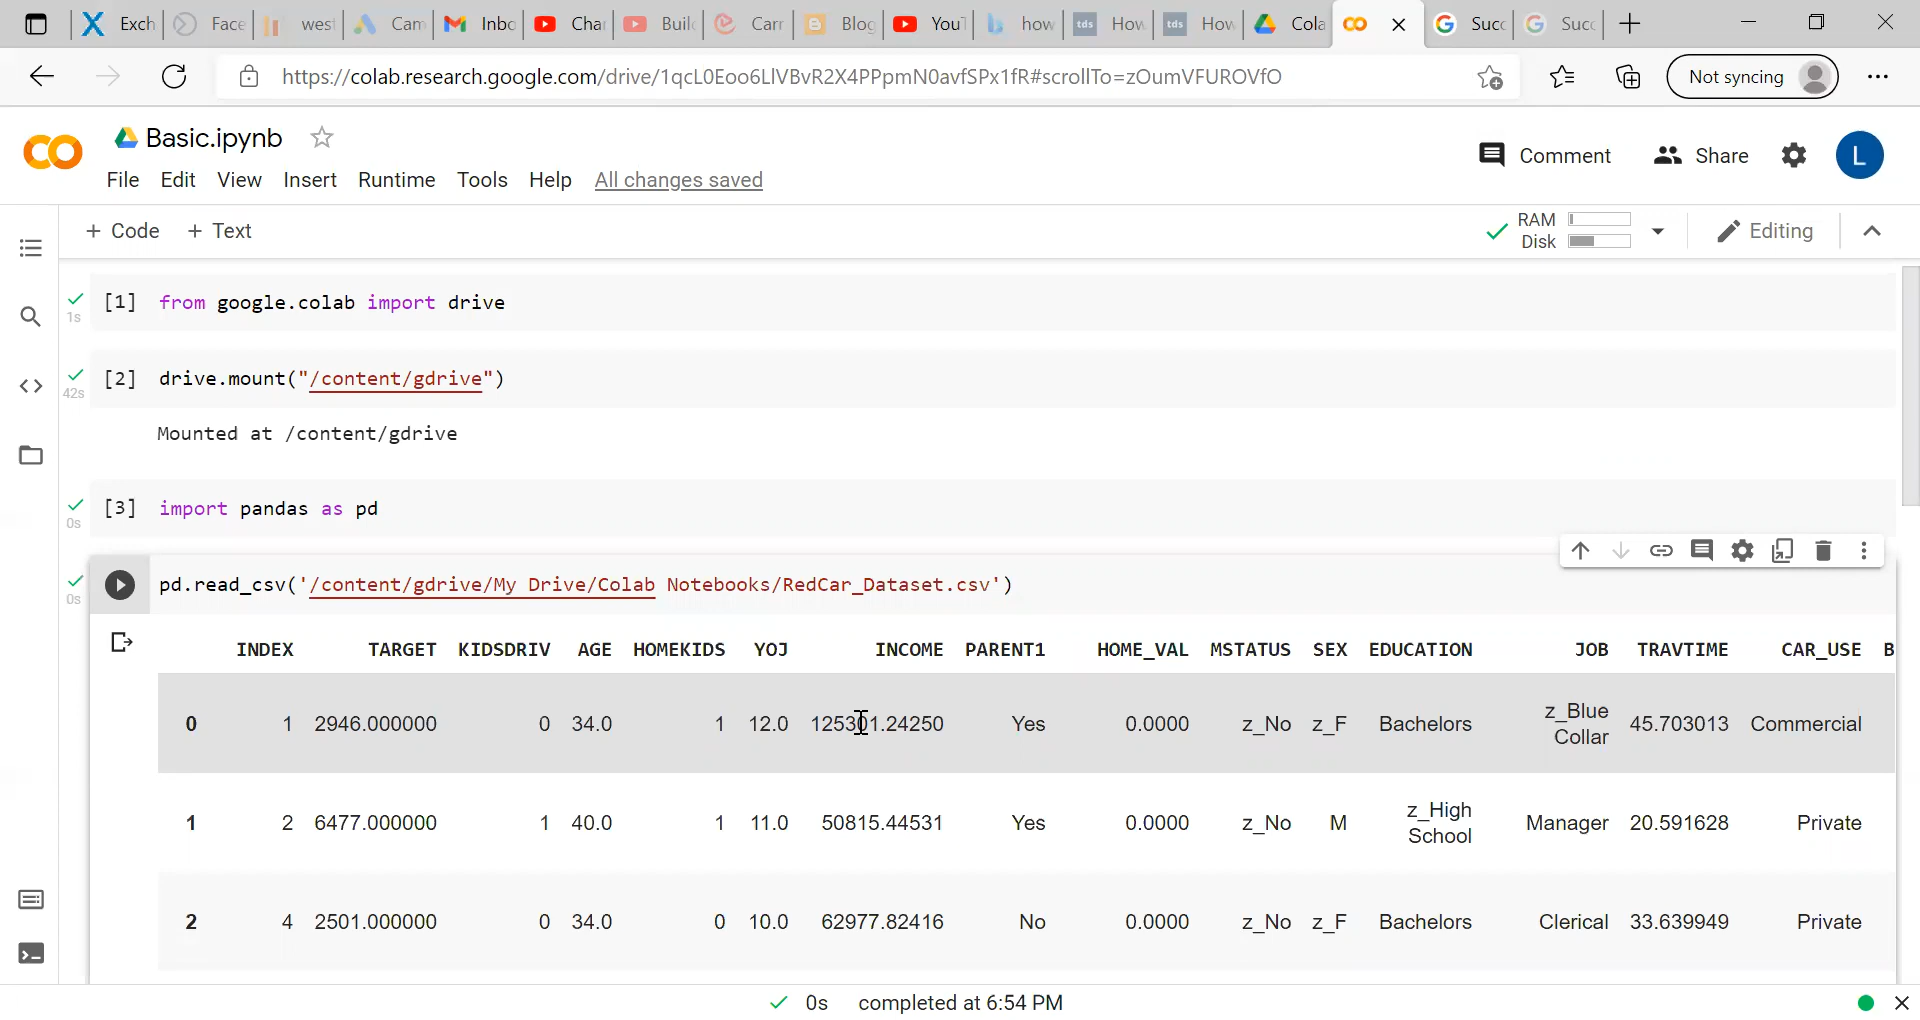 Exch Face west Cam Inbo Char Build Carr Blog YouT how How How Cola Succ Succ
https://colab.research.google.com/drive/1qcL0Eoo6LlVBvR2X4PPpmN0avfSPx1fR#scrollTo=zOumVFUROVfO Not syncing
Basic.ipynb
Comment Share L
File Edit View Insert Runtime Tools Help All changes saved
+ Code + Text RAM Disk Editing
[1] from google.colab import drive
1s
[2] drive.mount("/content/gdrive")
42s
Mounted at /content/gdrive
[3] import pandas as pd
0s
pd.read_csv('/content/gdrive/My Drive/Colab Notebooks/RedCar_Dataset.csv')
0s
INDEX TARGET KIDSDRIV AGE HOMEKIDS YOJ INCOME PARENT1 HOME_VAL MSTATUS SEX EDUCATION JOB TRAVTIME CAR_USE B
0 1 2946.000000 0 34.0 1 12.0 125301.24250 Yes 0.0000 z_No z_F Bachelors z_Blue Collar 45.703013 Commercial
1 2 6477.000000 1 40.0 1 11.0 50815.44531 Yes 0.0000 z_No M z_High School Manager 20.591628 Private
2 4 2501.000000 0 34.0 0 10.0 62977.82416 No 0.0000 z_No z_F Bachelors Clerical 33.639949 Private
0s completed at 6:54 PM